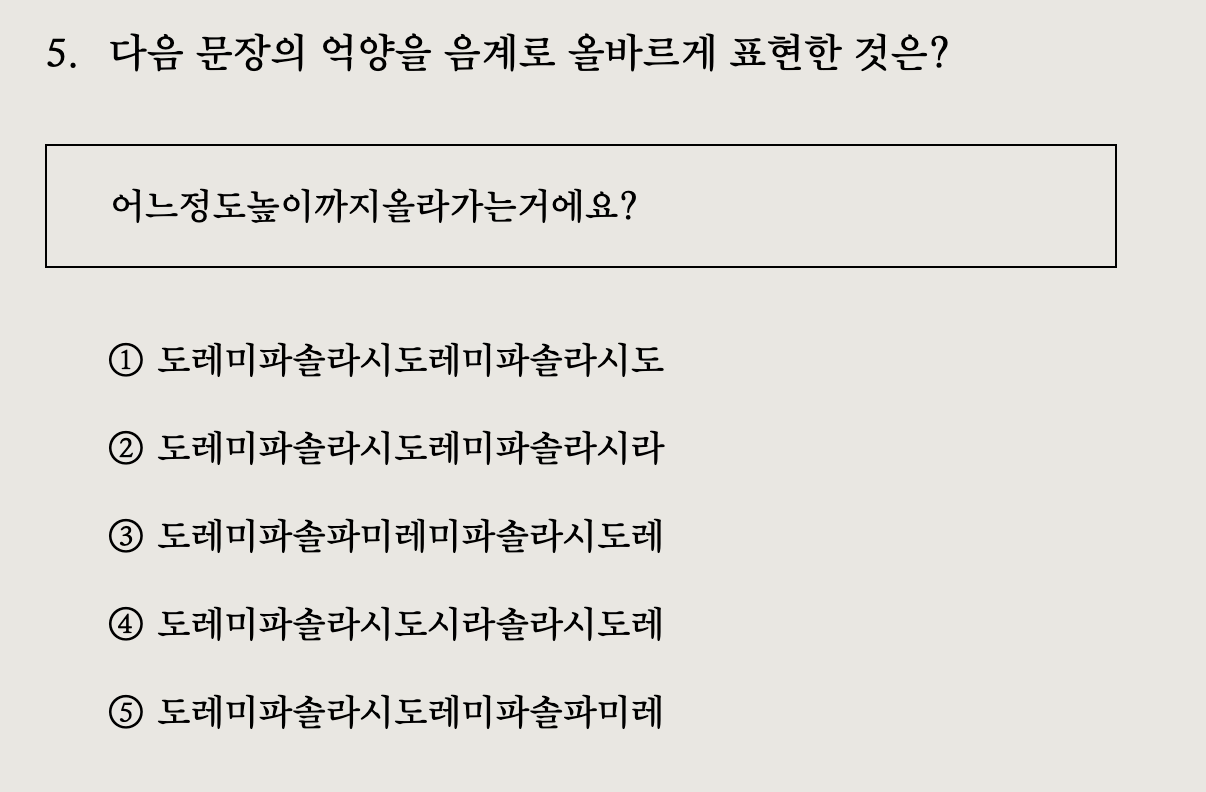 5. 다음 문장의 억양을 음계로 올바르게 표현한 것은?
어느정도높이까지올라가는거에요?
① 도레미파솔라시도레미파솔라시도
② 도레미파솔라시도레미파솔라시라
③ 도레미파솔파미레미파솔라시도레
④ 도레미파솔라시도시라솔라시도레
⑤ 도레미파솔라시도레미파솔파미레